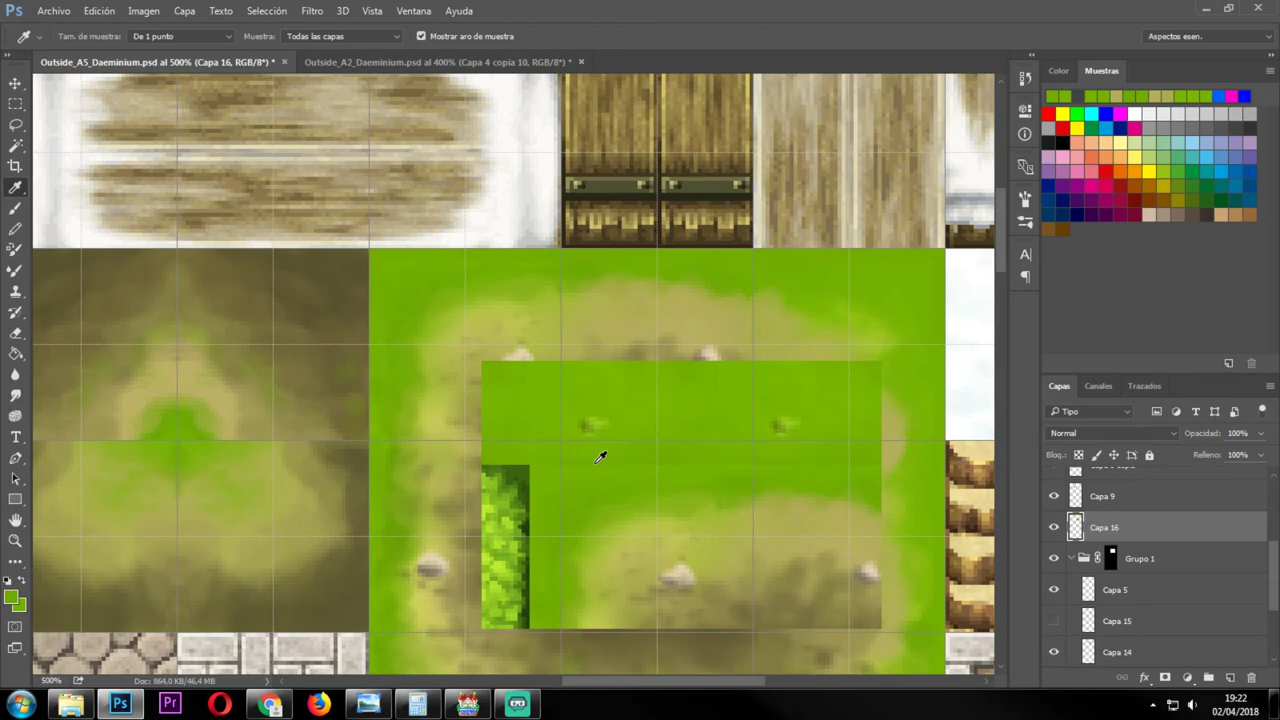 Ps Archivo Edición Imagen Capa Texto Selección Filtro 3D Vista Ventana Ayuda
Tam. de muestra: De 1 punto Muestra: Todas las capas Mostrar aro de muestra Aspectos esen.
Outside_A5_Daeminium.psd al 500% (Capa 16, RGB/8*) * × Outside_A2_Daeminium.psd al 400% (Capa 4 copia 10, RGB/8*) * ×
Color Muestras
Capas Canales Trazados
Tipo
Normal Opacidad: 100%
Bloq.: Relleno: 100%
Capa 9
Capa 16
Grupo 1
Capa 5
Capa 15
Capa 14
fx
500% Doc: 864,0 KB/46,4 MB
Ps Pr
19:22
02/04/2018